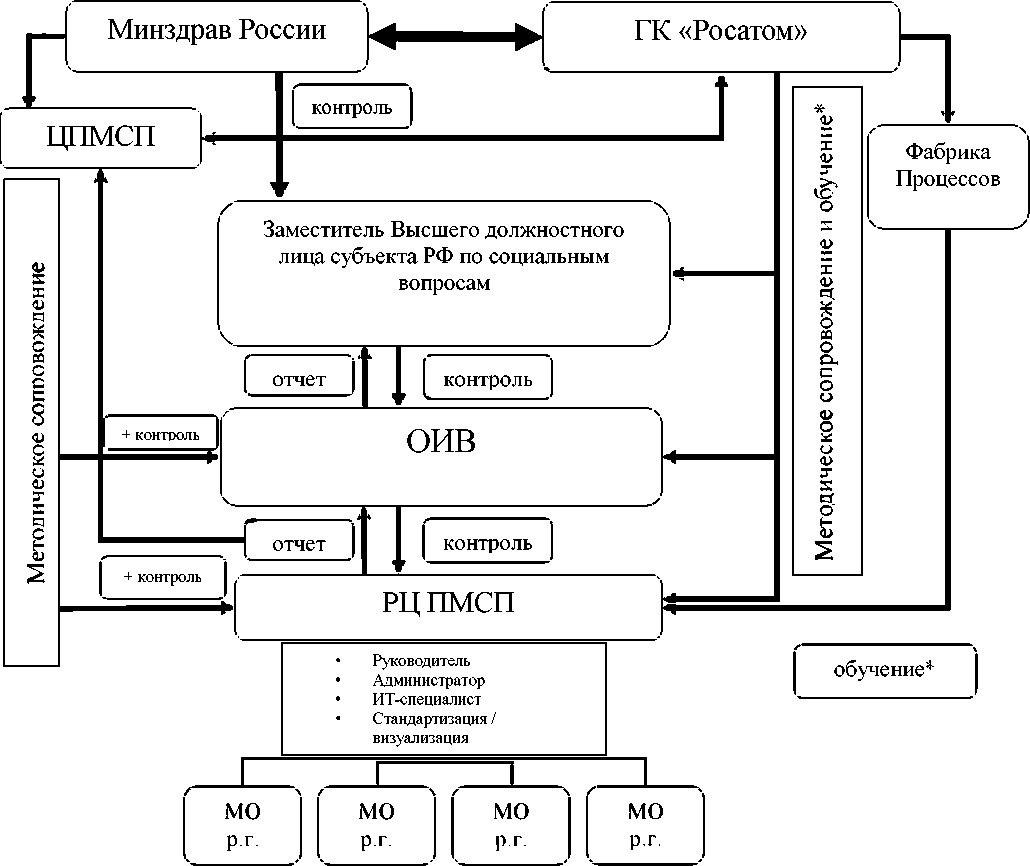 Минздрав России
ГК «Росатом»
контроль
ЦПМСП
Фабрика
Процессов
Методическое сопровождение и обучение*
Методическое сопровождение
Заместитель Высшего должностного
лица субъекта РФ по социальным
вопросам
отчет
контроль
+ контроль
ОИВ
отчет
контроль
+ контроль
РЦ ПМСП
• Руководитель
• Администратор
• ИТ-специалист
• Стандартизация /
визуализация
обучение*
МО
р.г.
МО
р.г.
МО
р.г.
МО
р.г.